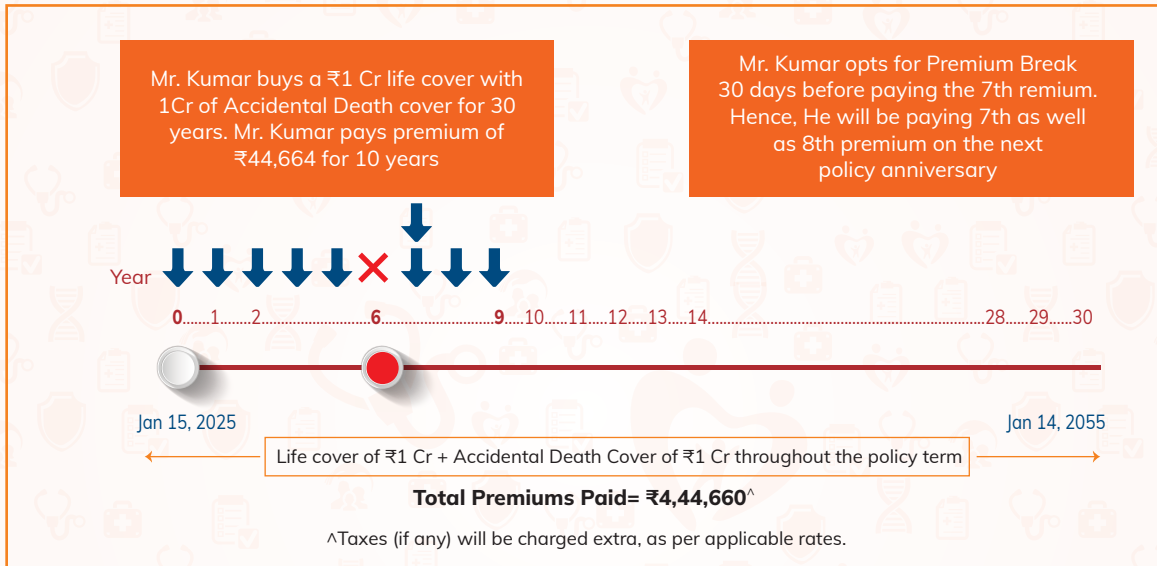 Mr. Kumar buys a ₹1 Cr life cover with
1Cr of Accidental Death cover for 30
years. Mr. Kumar pays premium of
₹44,664 for 10 years
Mr. Kumar opts for Premium Break
30 days before paying the 7th remium.
Hence, He will be paying 7th as well
as 8th premium on the next
policy anniversary
Year
0.......1.......2..............................6..............................9....10......11.....12.....13....14.......................................................................28.....29.....30
Jan 15, 2025
Jan 14, 2055
Life cover of ₹1 Cr + Accidental Death Cover of ₹1 Cr throughout the policy term
Total Premiums Paid= ₹4,44,660^
^Taxes (if any) will be charged extra, as per applicable rates.